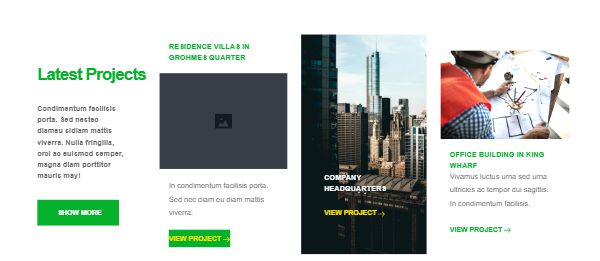 Latest Projects
Condimentum facilisis
porta. Sed nec
diameu sidiam mattis
viverra. Nulla fringilla,
orci ac euismod semper,
magna diam porttitor
mauris may!
SHOW MORE
RESIDENCE VILLAS IN
GROHMES QUARTER
In condimentum facilisis porta.
Sed nec diam eu diam mattis
viverra.
VIEW PROJECT →
COMPANY
HEADQUARTERS
VIEW PROJECT →
OFFICE BUILDING IN KING
WHARF
Vivamus luctus urna sed urna
ultricies ac tempor dui sagittis.
In condimentum facilisis.
VIEW PROJECT →